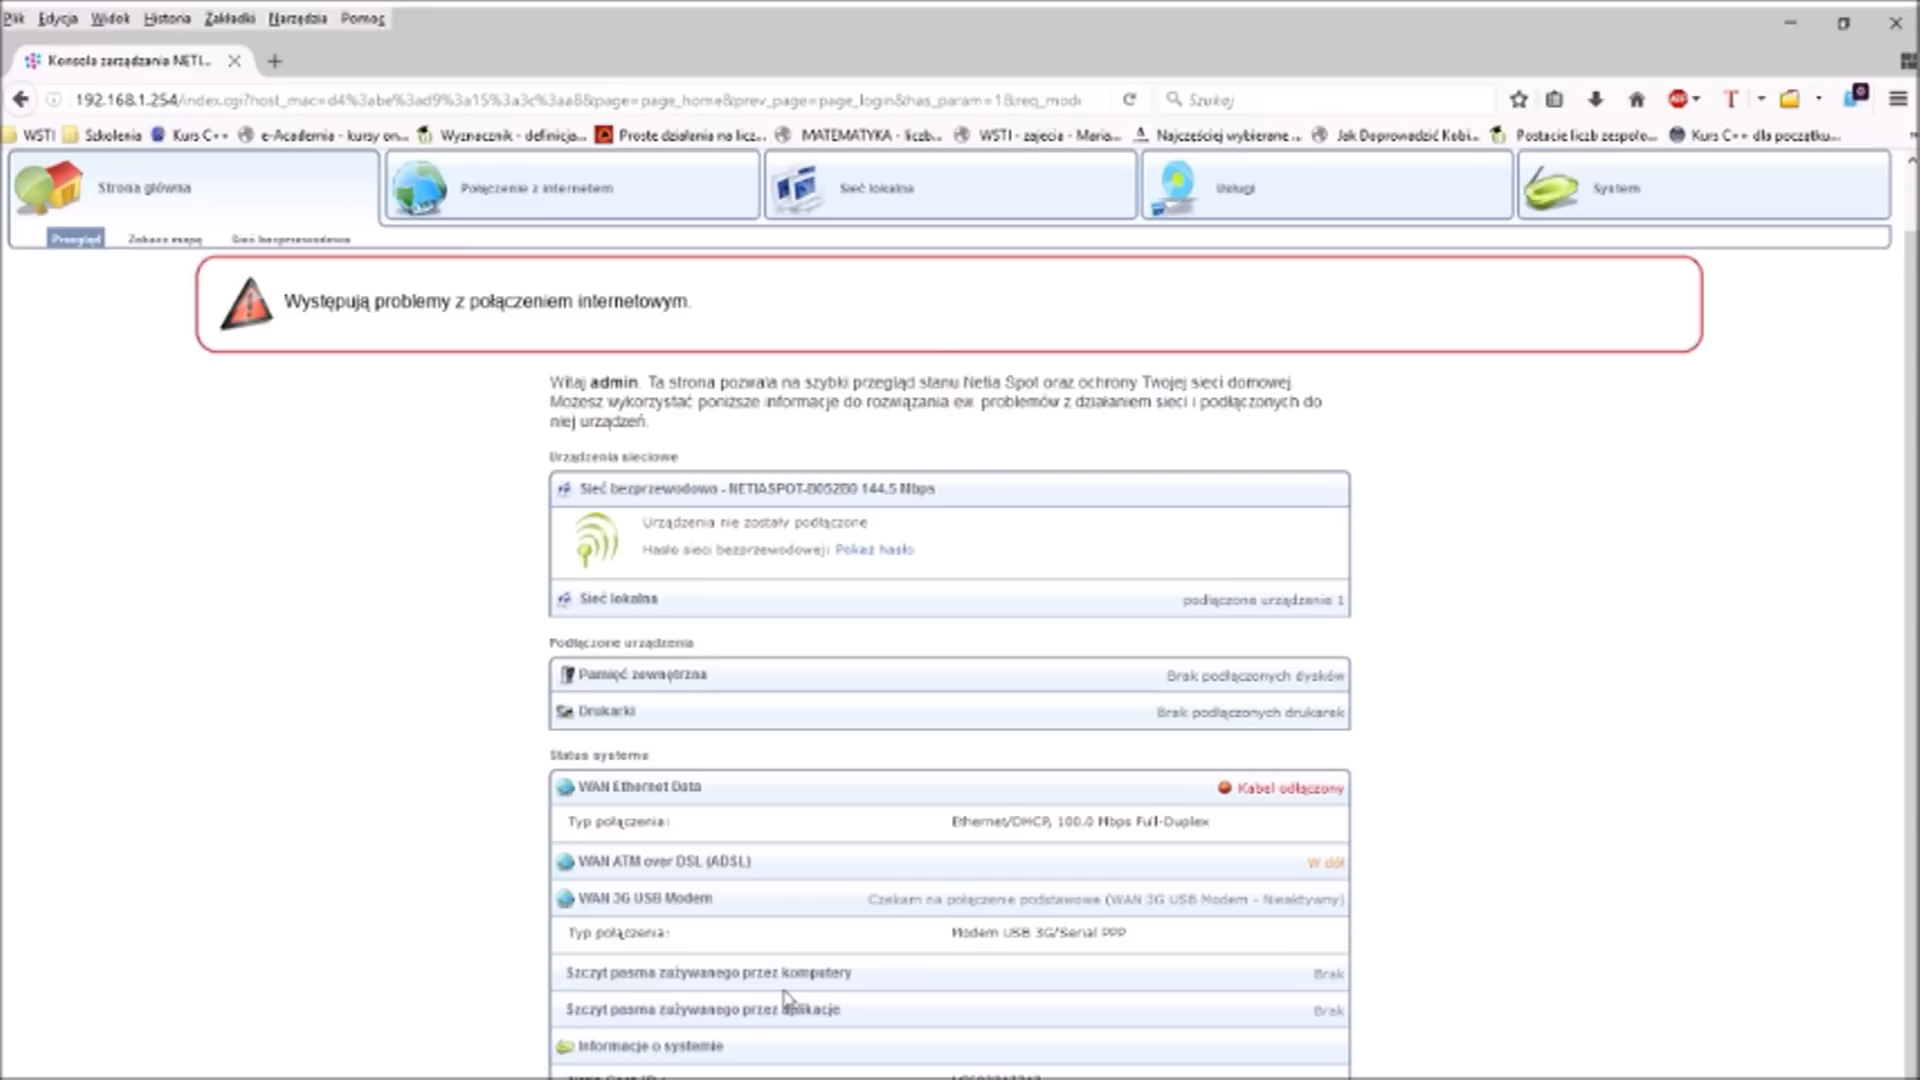 Plik Edycja Widok Historia Zakładki Narzędzia Pomoc
Konsola zarządzania NETI...
192.168.1.254/index.cgi?host_mac=d4%3abe%3ad9%3a15%3a3c%3aa8&page=page_home&prev_page=page_login&has_param=1&req_mod
Szukaj
WSTI Szkolenia Kurs C++ e-Academia - kursy on... Wyznacznik - definicja... Proste działania na licz... MATEMATYKA - liczb... WSTI - zajecia - Maria... Najczęściej wybierane ... Jak Doprowadzić Kobi... Postacie liczb zespolo... Kurs C++ dla początku...
Strona główna
Połączenie z internetem
Sieć lokalna
Usługi
System
Przegląd Zobacz mapę Sieć bezprzewodowa
Występują problemy z połączeniem internetowym.
Witaj admin. Ta strona pozwala na szybki przegląd stanu Netia Spot oraz ochrony Twojej sieci domowej.
Możesz wykorzystać poniższe informacje do rozwiązania ew. problemów z działaniem sieci i podłączonych do
niej urządzeń.
Urządzenia sieciowe
Sieć bezprzewodowa - NETIASPOT-B052B0 144.5 Mbps
Urządzenia nie zostały podłączone
Hasło sieci bezprzewodowej: Pokaż hasło
Sieć lokalna podłączone urządzenie 1
Podłączone urządzenia
Pamięć zewnętrzna Brak podłączonych dysków
Drukarki Brak podłączonych drukarek
Status systemu
WAN Ethernet Data Kabel odłączony
Typ połączenia: Ethernet/DHCP, 100.0 Mbps Full-Duplex
WAN ATM over DSL (ADSL) W dół
WAN 3G USB Modem Czekam na połączenie podstawowe (WAN 3G USB Modem - Nieaktywny)
Typ połączenia: Modem USB 3G/Serial PPP
Szczyt pasma zużywanego przez komputery Brak
Szczyt pasma zużywanego przez aplikacje Brak
Informacje o systemie